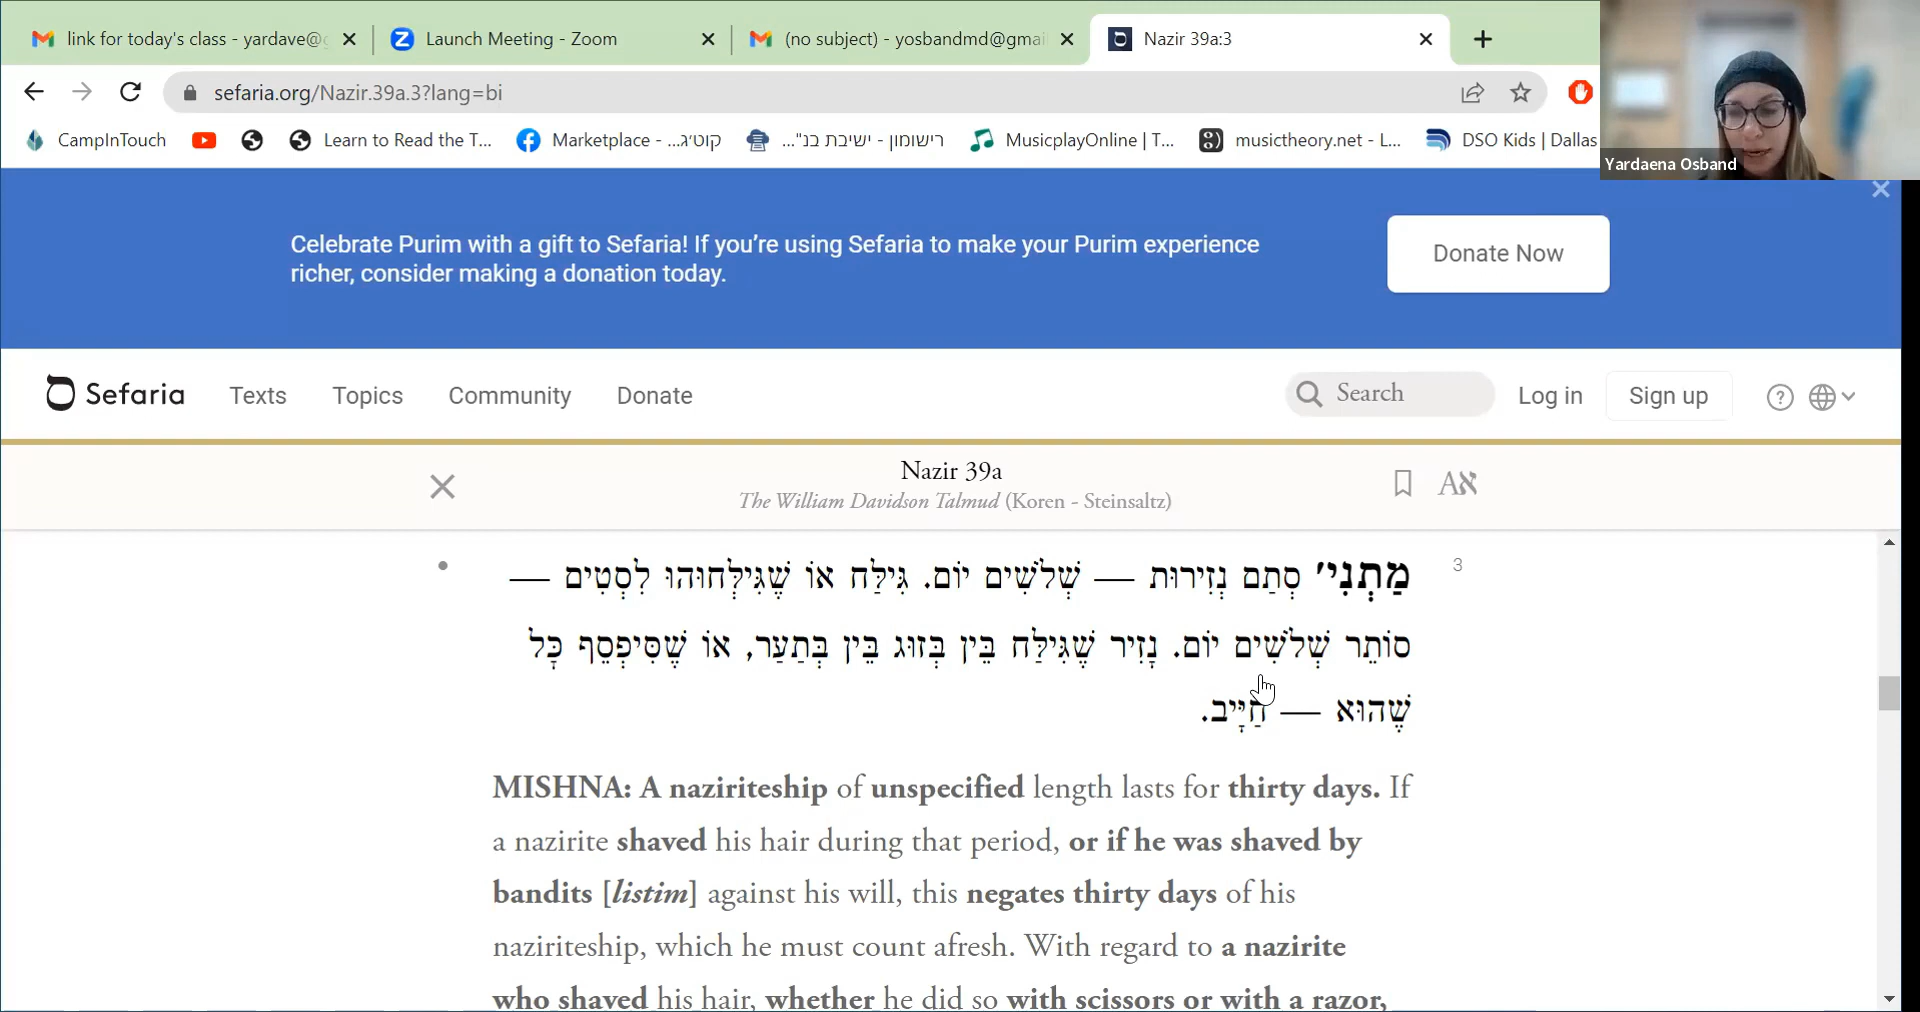 link for today's class - yardave@g
Launch Meeting - Zoom
(no subject) - yosbandmd@gmai
Nazir 39a:3
sefaria.org/Nazir.39a.3?lang=bi
CampInTouch
Learn to Read the T...
Marketplace - ...קוטג׳
רישומון - ישיבת בנ"...
MusicplayOnline | T...
musictheory.net - L...
DSO Kids | Dallas
Yardaena Osband
Celebrate Purim with a gift to Sefaria! If you’re using Sefaria to make your Purim experience
richer, consider making a donation today.
Donate Now
Sefaria
Texts
Topics
Community
Donate
Search
Log in
Sign up
Nazir 39a
The William Davidson Talmud (Koren - Steinsaltz)
3
מַתְנִי׳ סְתַם נְזִירוּת — שְׁלֹשִׁים יוֹם. גִּילַּח אוֹ שֶׁגִּילְּחוּהוּ לִסְטִים —
סוֹתֵר שְׁלֹשִׁים יוֹם. נָזִיר שֶׁגִּילַּח בֵּין בְּזוּג בֵּין בְּתַעַר, אוֹ שֶׁסִּיפְסֵף כׇּל
שֶׁהוּא — חַיָּיב.
MISHNA: A naziriteship of unspecified length lasts for thirty days. If
a nazirite shaved his hair during that period, or if he was shaved by
bandits [listim] against his will, this negates thirty days of his
naziriteship, which he must count afresh. With regard to a nazirite
who shaved his hair, whether he did so with scissors or with a razor,